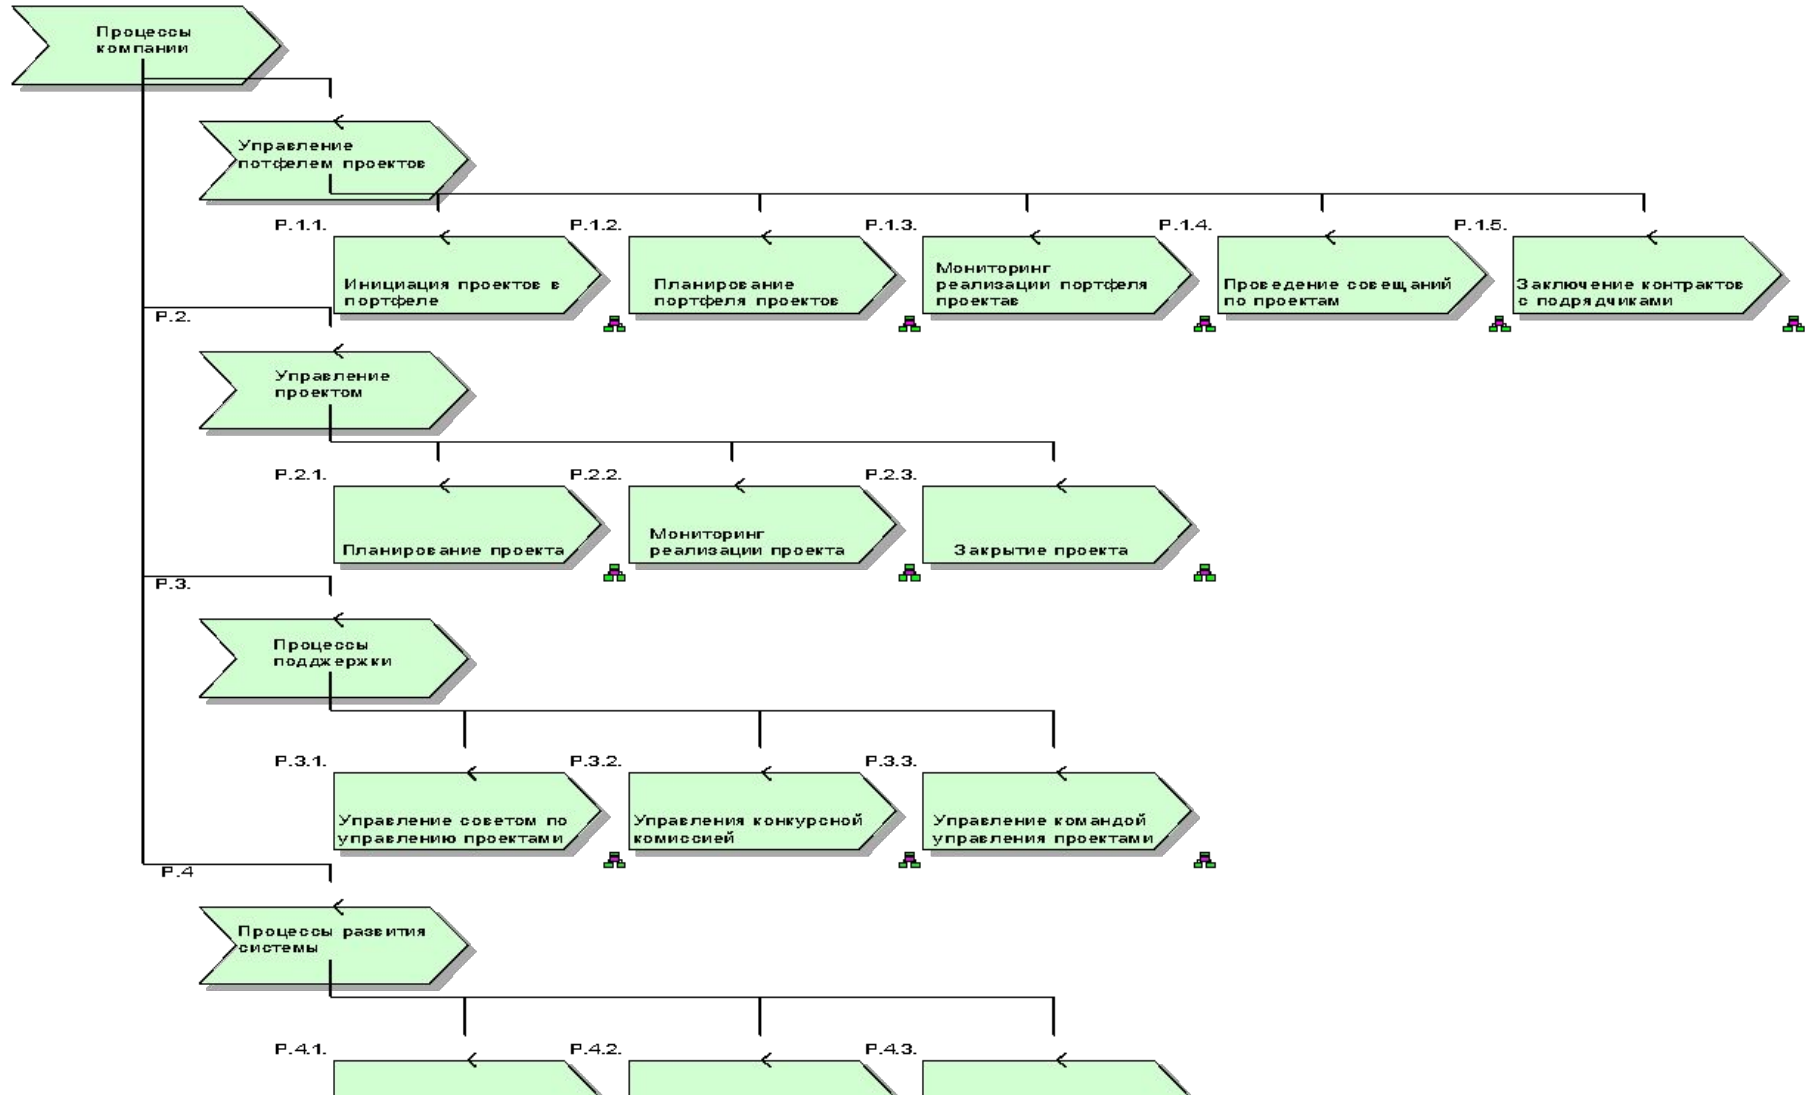 Процессы
компании
Управление
потфелем проектов
P.1.1.
P.1.2.
P.1.3.
P.1.4.
P.1.5.
Инициация проектов в
портфеле
Планирование
портфеля проектов
Мониторинг
реализации портфеля
проектав
Проведение совещаний
по проектам
Заключение контрактов
с подрядчиками
P.2.
Управление
проектом
P.2.1.
P.2.2.
P.2.3.
Планирование проекта
Мониторинг
реализации проекта
Закрытие проекта
P.3.
Процессы
подджержки
P.3.1.
P.3.2.
P.3.3.
Управление советом по
управлению проектами
Управления конкурсной
комиссией
Управление командой
управления проектами
P.4
Процессы развития
системы
P.4.1.
P.4.2.
P.4.3.